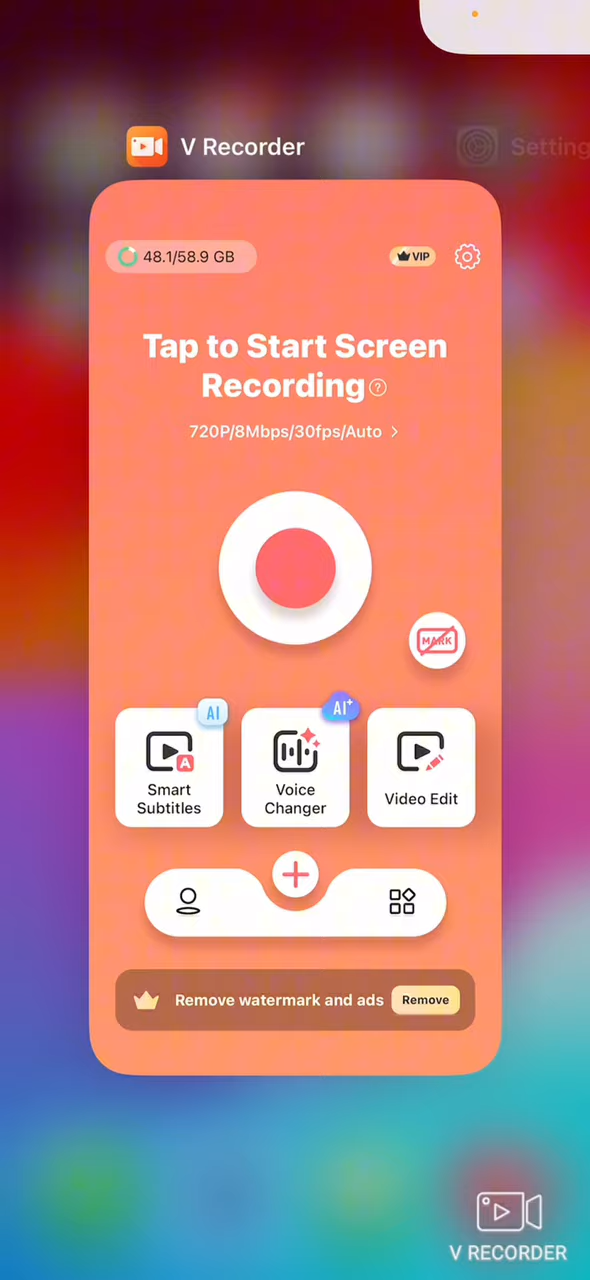 V Recorder
Setting
48.1/58.9 GB
VIP
Tap to Start Screen
Recording
?
720P/8Mbps/30fps/Auto >
MARK
AI
AI+
A
Smart
Subtitles
Voice
Changer
Video Edit
Remove watermark and ads
Remove
V RECORDER